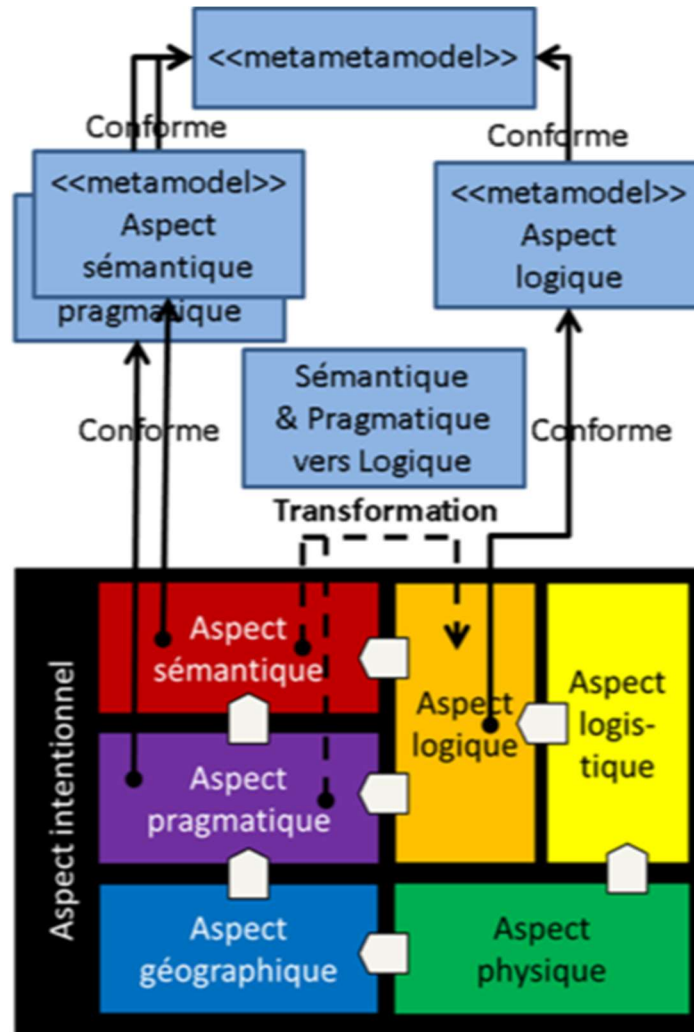 <<metametamodel>>
Conforme
Conforme
<<metamodel>>
Aspect
sémantique
pragmatique
<<metamodel>>
Aspect
logique
Sémantique
& Pragmatique
vers Logique
Conforme
Conforme
Transformation
Aspect intentionnel
Aspect
sémantique
Aspect
pragmatique
Aspect
géographique
Aspect
logique
Aspect
logis-
tique
Aspect
physique